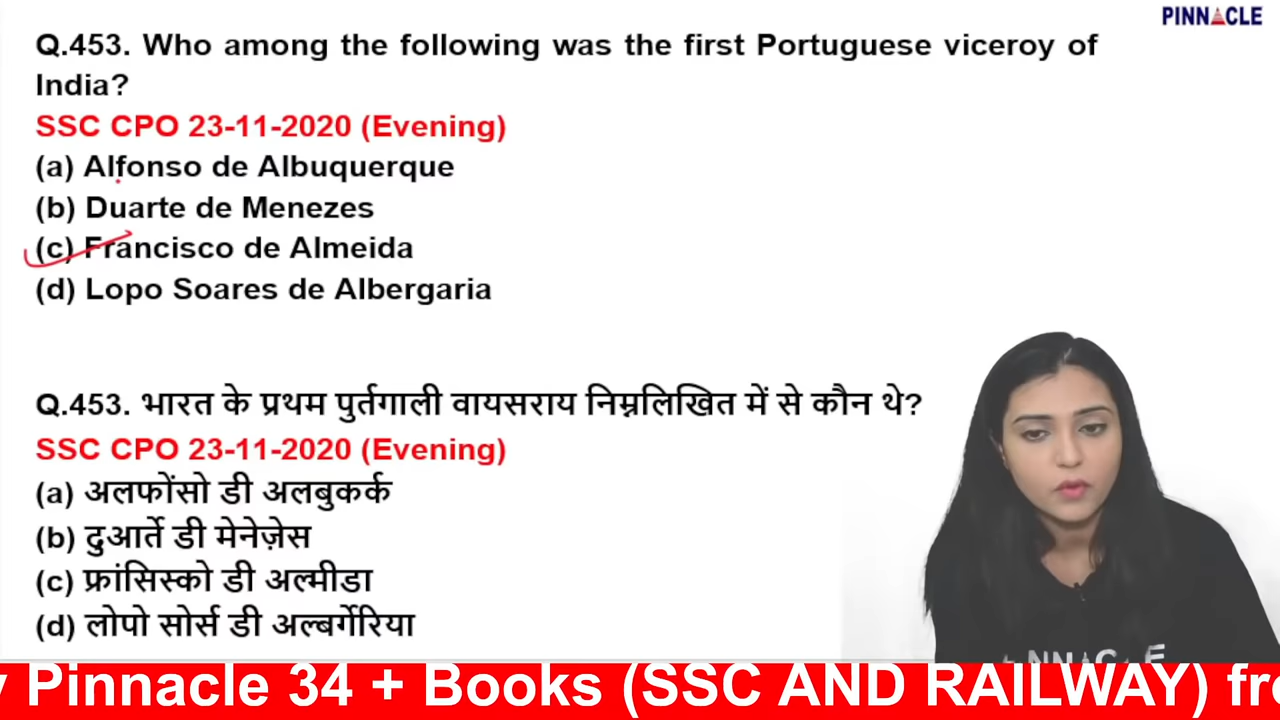 PINNACLE
Q.453. Who among the following was the first Portuguese viceroy of
India?
SSC CPO 23-11-2020 (Evening)
(a) Alfonso de Albuquerque
(b) Duarte de Menezes
(c) Francisco de Almeida
(d) Lopo Soares de Albergaria
Q.453. भारत के प्रथम पुर्तगाली वायसराय निम्नलिखित में से कौन थे?
SSC CPO 23-11-2020 (Evening)
(a) अलफोंसो डी अलबुकर्क
(b) दुआर्ते डी मेनेज़ेस
(c) फ्रांसिस्को डी अल्मीडा
(d) लोपो सोर्स डी अल्बर्गेरिया
PINNACLE
Pinnacle 34 + Books (SSC AND RAILWAY)